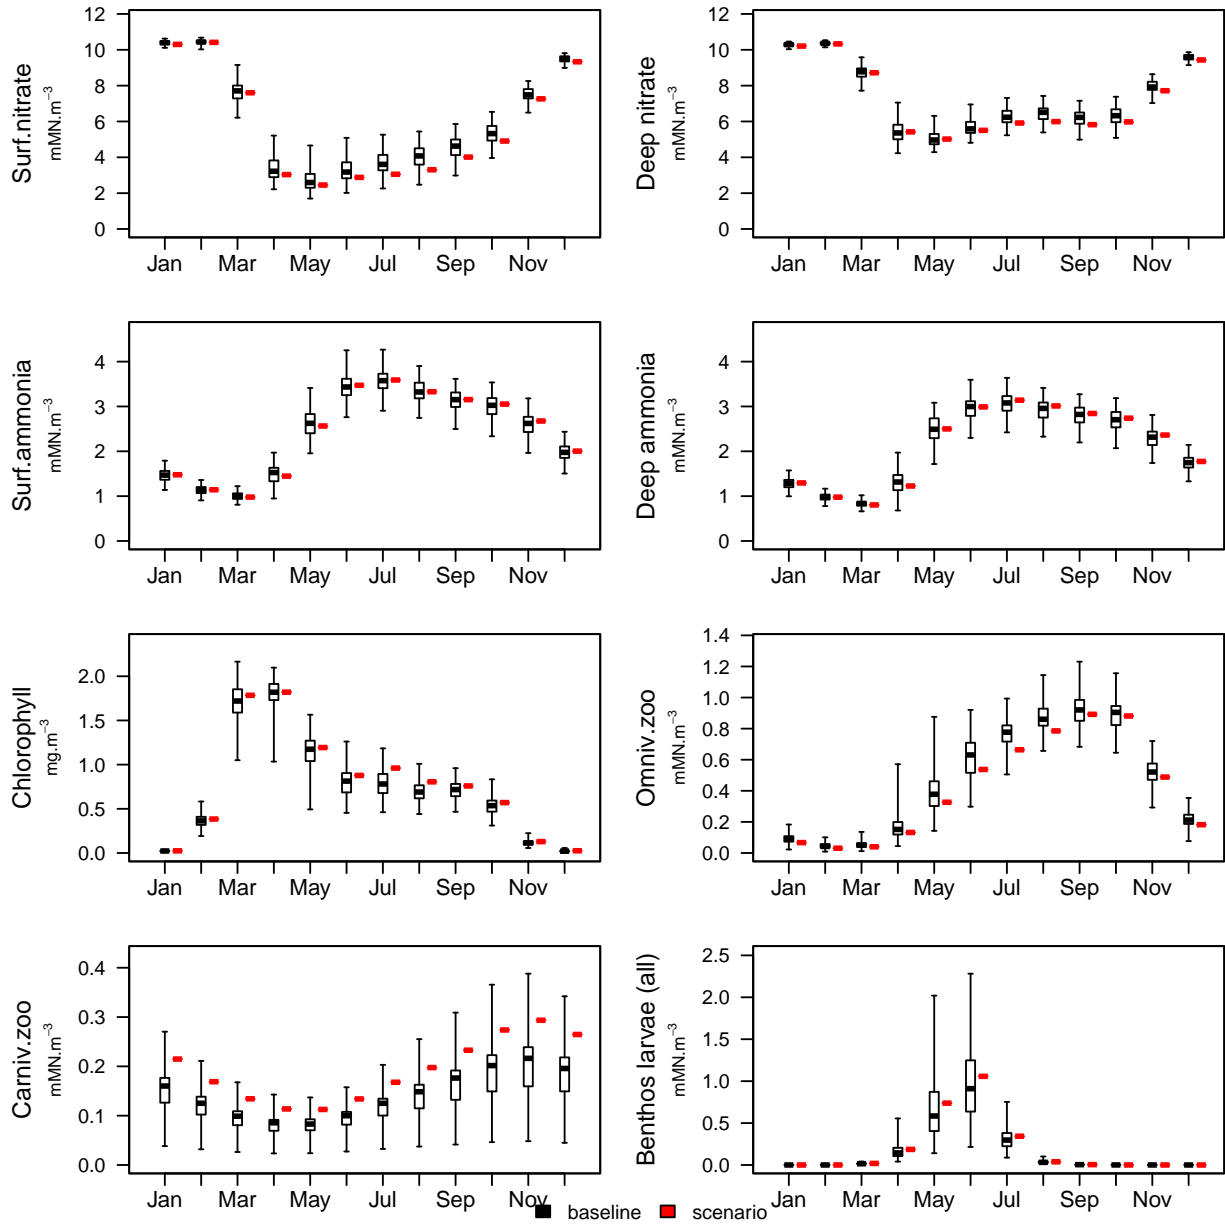 Surf.nitrate
mMN.m⁻³
12
10
8
6
4
2
0
Jan Mar May Jul Sep Nov
Deep nitrate
mMN.m⁻³
12
10
8
6
4
2
0
Jan Mar May Jul Sep Nov
Surf.ammonia
mMN.m⁻³
4
3
2
1
0
Jan Mar May Jul Sep Nov
Deep ammonia
mMN.m⁻³
4
3
2
1
0
Jan Mar May Jul Sep Nov
Chlorophyll
mg.m⁻³
2.0
1.5
1.0
0.5
0.0
Jan Mar May Jul Sep Nov
Omniv.zoo
mMN.m⁻³
1.4
1.2
1.0
0.8
0.6
0.4
0.2
0.0
Jan Mar May Jul Sep Nov
Carniv.zoo
mMN.m⁻³
0.4
0.3
0.2
0.1
0.0
Jan Mar May Jul Sep Nov
Benthos larvae (all)
mMN.m⁻³
2.5
2.0
1.5
1.0
0.5
0.0
Jan Mar May Jul Sep Nov
baseline scenario